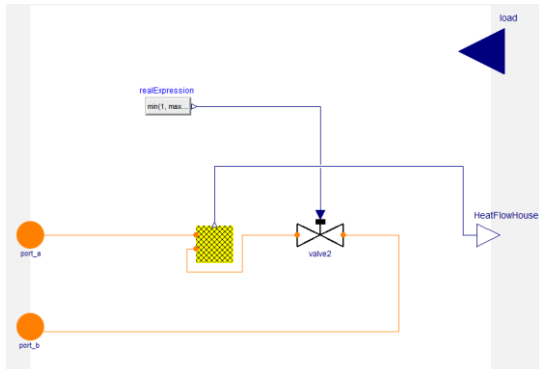 load
realExpression
min(1, max...
HeatFlowHouse
port_a
valve2
port_b